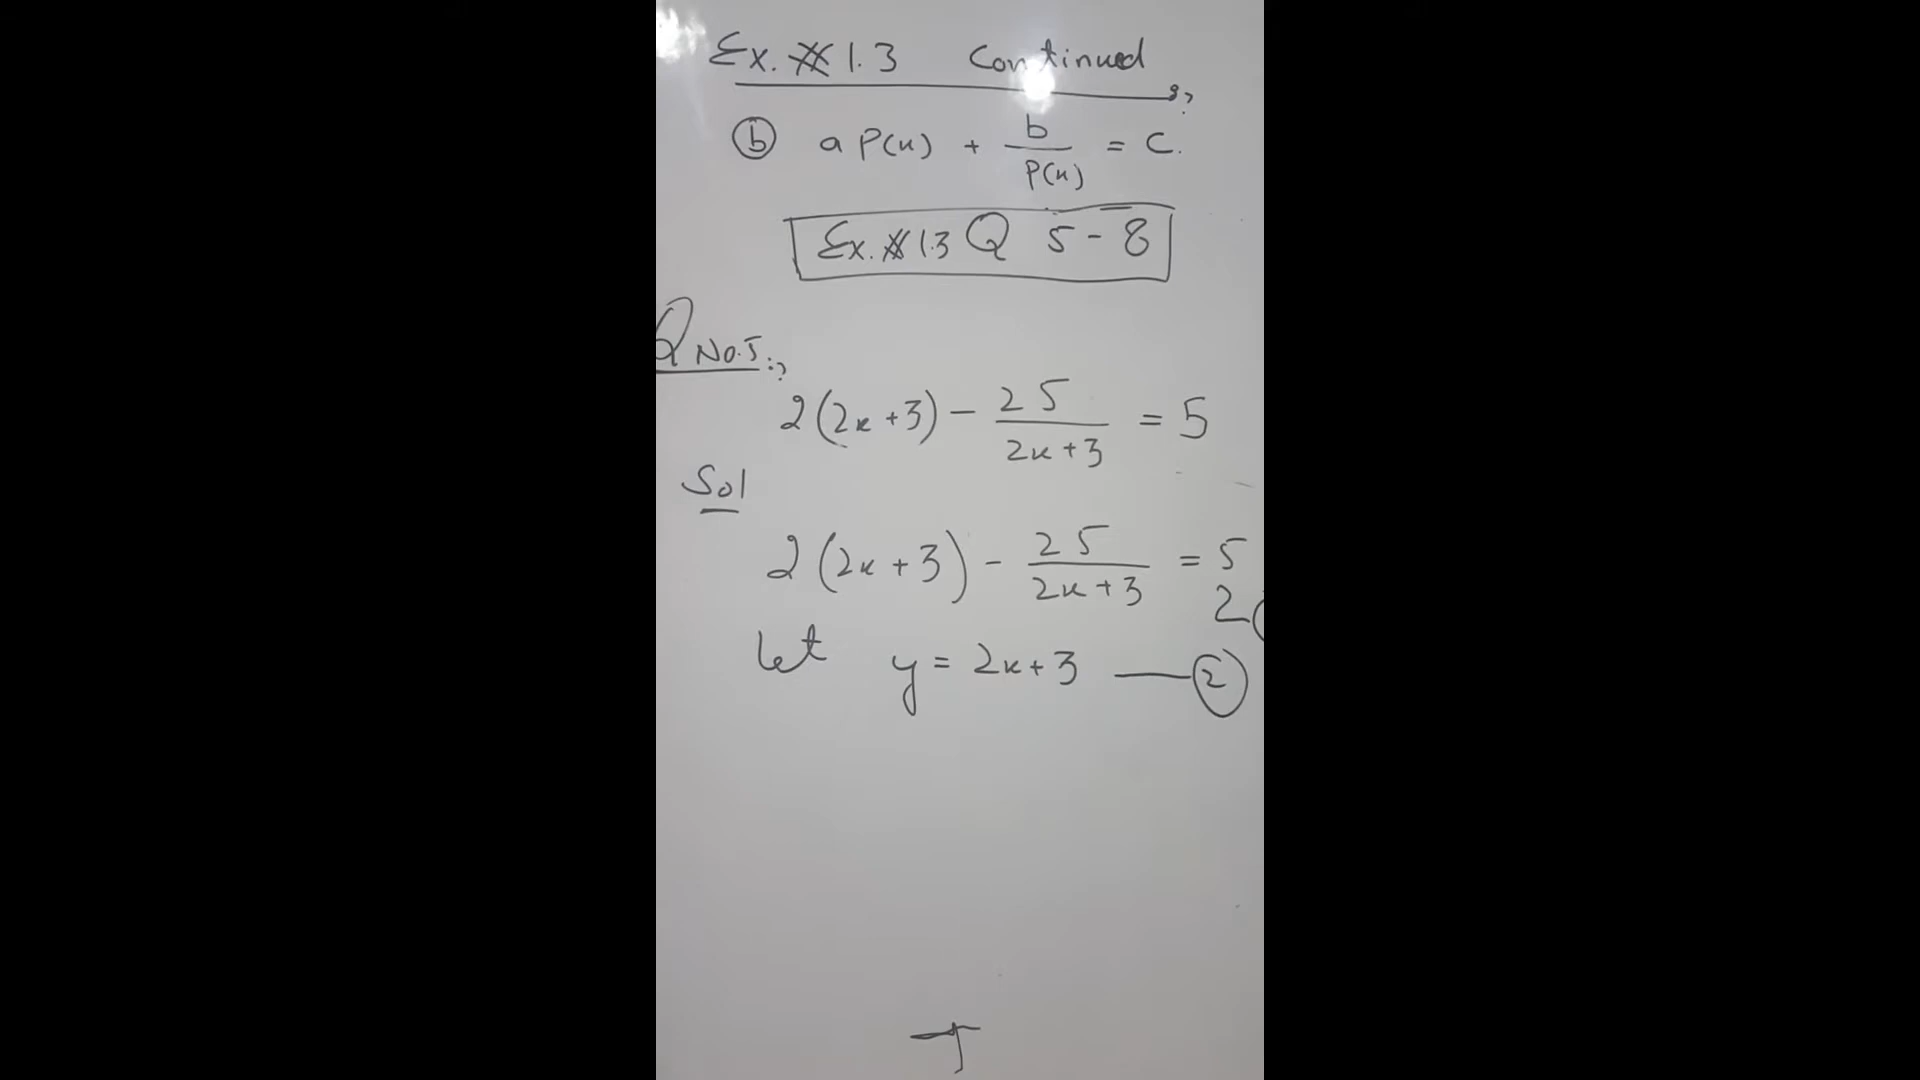 Ex. # 1.3 Continued
(b) a P(x) + b/P(x) = C.
Ex. # 1.3 Q 5 - 8
Q No. 5 :
2(2x+3) - 25/(2x+3) = 5
Sol
2(2x+3) - 25/(2x+3) = 5
2(
let y = 2x+3 — (2)